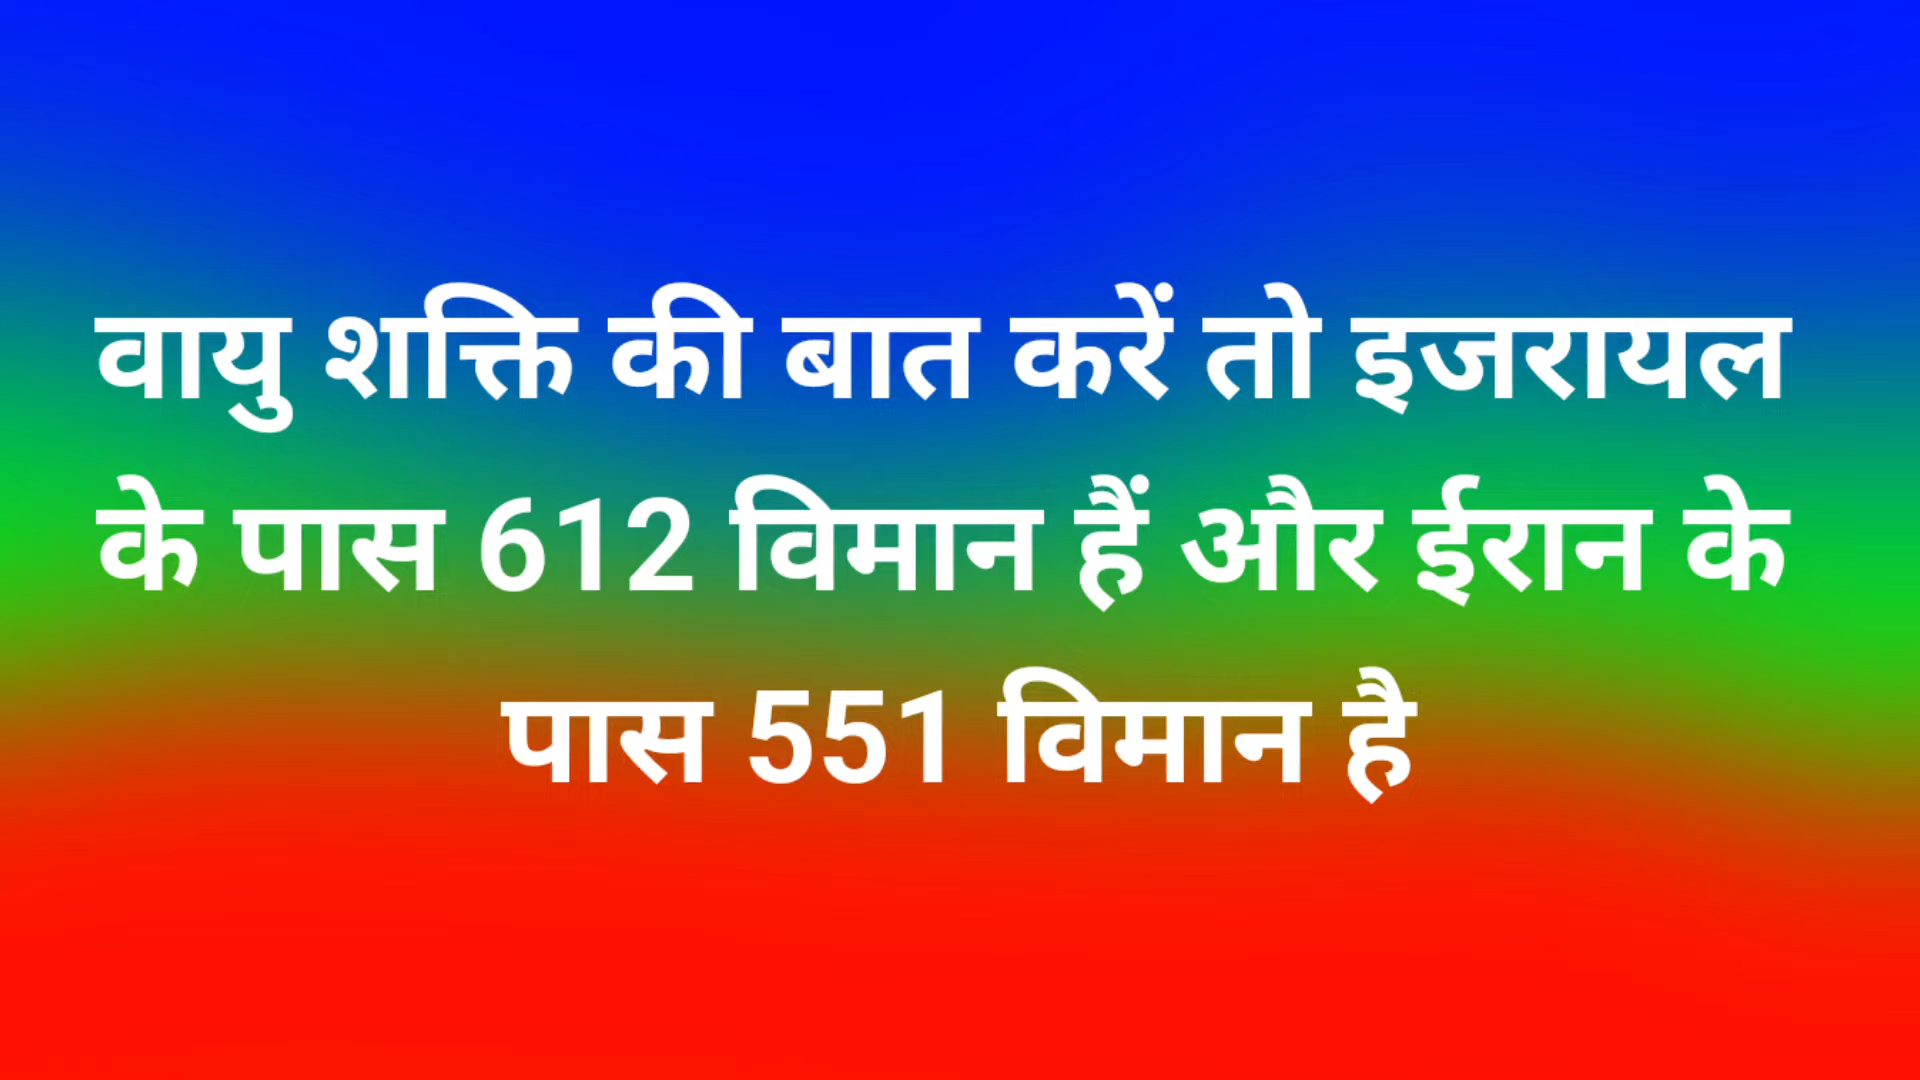 वायु शक्ति की बात करें तो इजरायल
के पास 612 विमान हैं और ईरान के
पास 551 विमान है